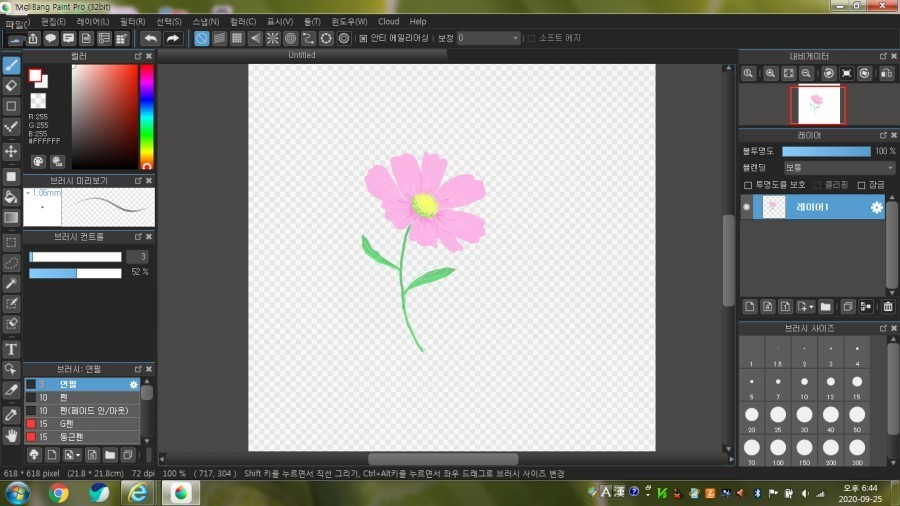 MediBang Paint Pro (32bit)
파일() 편집(E) 레이어(L) 필터(R) 선택(S) 스냅(N) 컬러(C) 표시(V) 툴(T) 윈도우(W) Cloud Help
안티 에일리어싱 보정 0 소프트 에지
컬러
Untitled
내비게이터
R:255
G:255
B:255
#FFFFFF
브러시 미리보기
1.06mm
브러시 컨트롤
3
52 %
레이어
불투명도 100 %
블렌딩 보통
투명도를 보호 클리핑 잠금
레이어1
브러시 사이즈
1 1.5 2 3 4
5 7 10 12 15
20 25 30 40 50
70 100 150 200 300
브러시: 연필
연필
10 펜
10 펜(페이드 인/아웃)
15 G펜
15 둥근펜
618 * 618 pixel (21.8 * 21.8cm) 72 dpi 100 % ( 717, 304 ) Shift 키를 누르면서 직선 그리기, Ctrl+Alt키를 누르면서 좌우 드래그로 브러시 사이즈 변경
A 漢
오후 6:44
2020-09-25